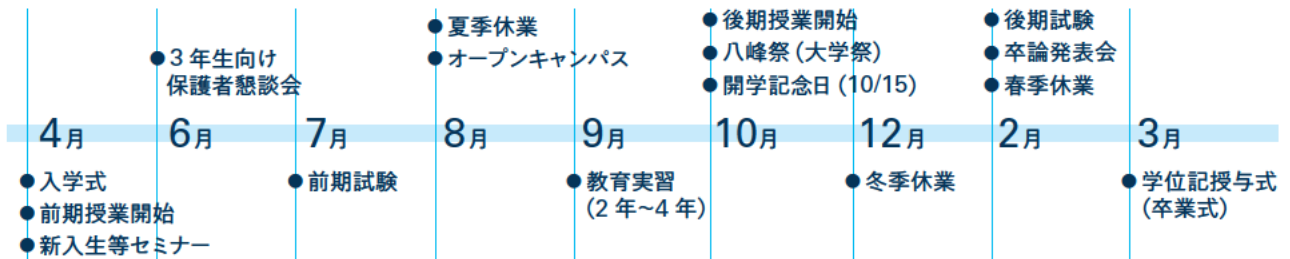 ●夏季休業
●オープンキャンパス
●後期授業開始
●八峰祭 (大学祭)
●開学記念日 (10/15)
●後期試験
●卒論発表会
●春季休業
●3 年生向け
保護者懇談会
4月 6月 7月 8月 9月 10月 12月 2月 3月
●入学式
●前期授業開始
●新入生等セミナー
●前期試験
●教育実習
(2 年~4 年)
●冬季休業
●学位記授与式
(卒業式)